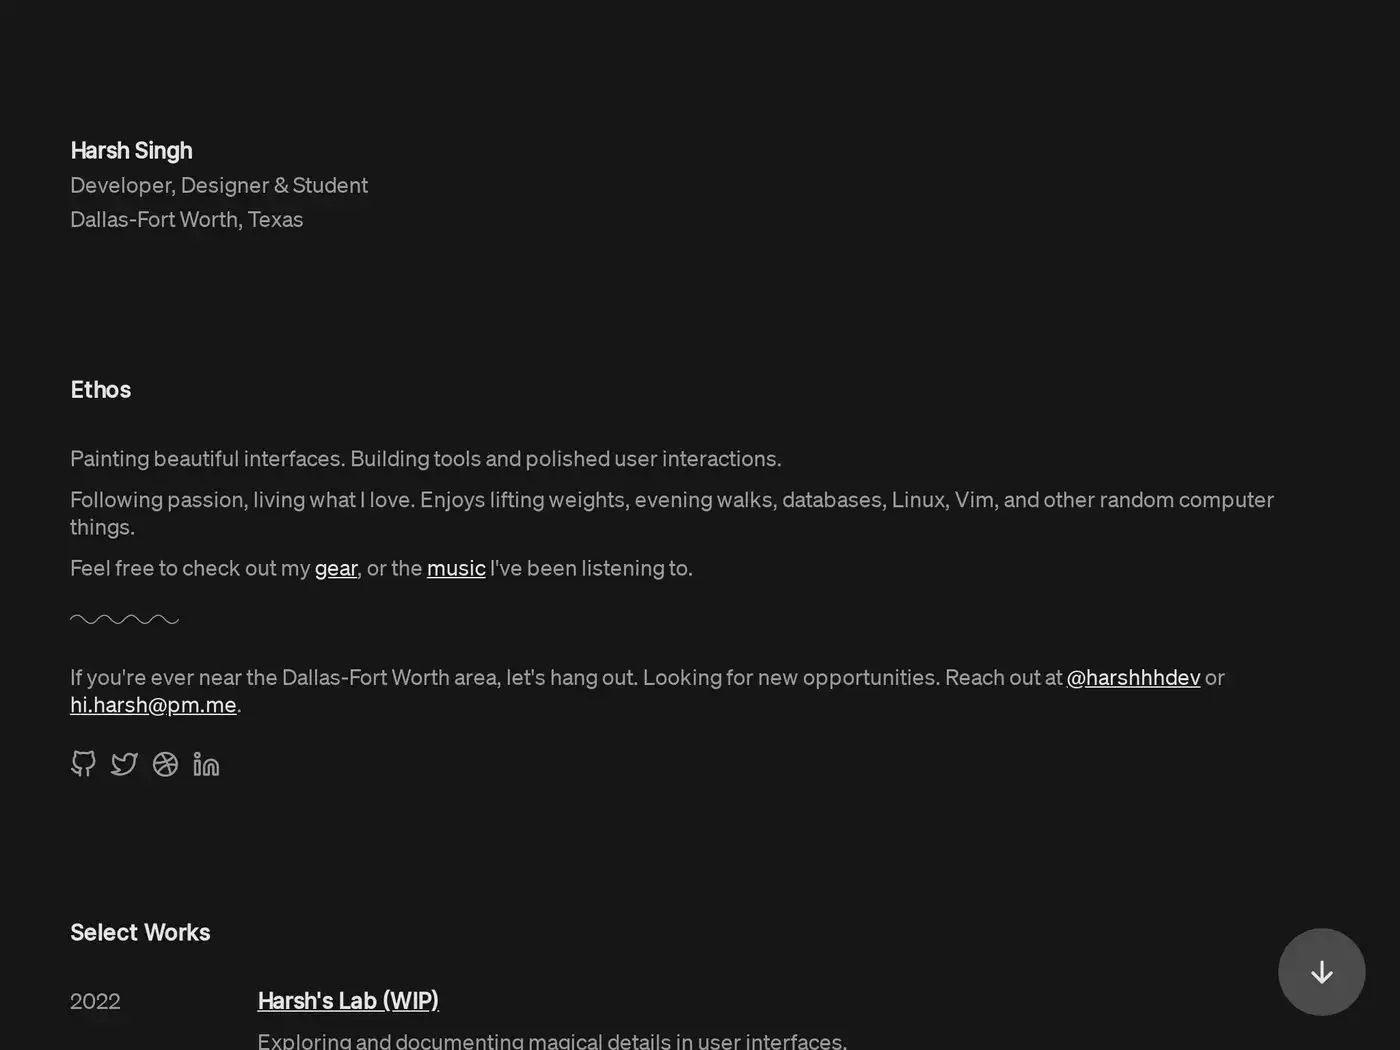 Harsh Singh
Developer, Designer & Student
Dallas-Fort Worth, Texas
Ethos
Painting beautiful interfaces. Building tools and polished user interactions.
Following passion, living what I love. Enjoys lifting weights, evening walks, databases, Linux, Vim, and other random computer
things.
Feel free to check out my gear, or the music I've been listening to.
If you're ever near the Dallas-Fort Worth area, let's hang out. Looking for new opportunities. Reach out at @harshhhdev or
hi.harsh@pm.me.
Select Works
2022
Harsh's Lab (WIP)
Exploring and documenting magical details in user interfaces.